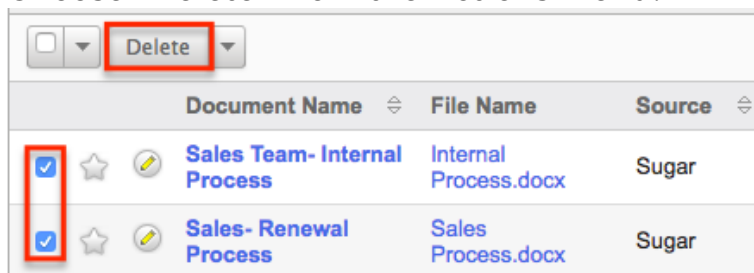 Delete
Document Name File Name Source
Sales Team- Internal Internal
Process Process.docx Sugar
Sales- Renewal Sales
Process Process.docx Sugar